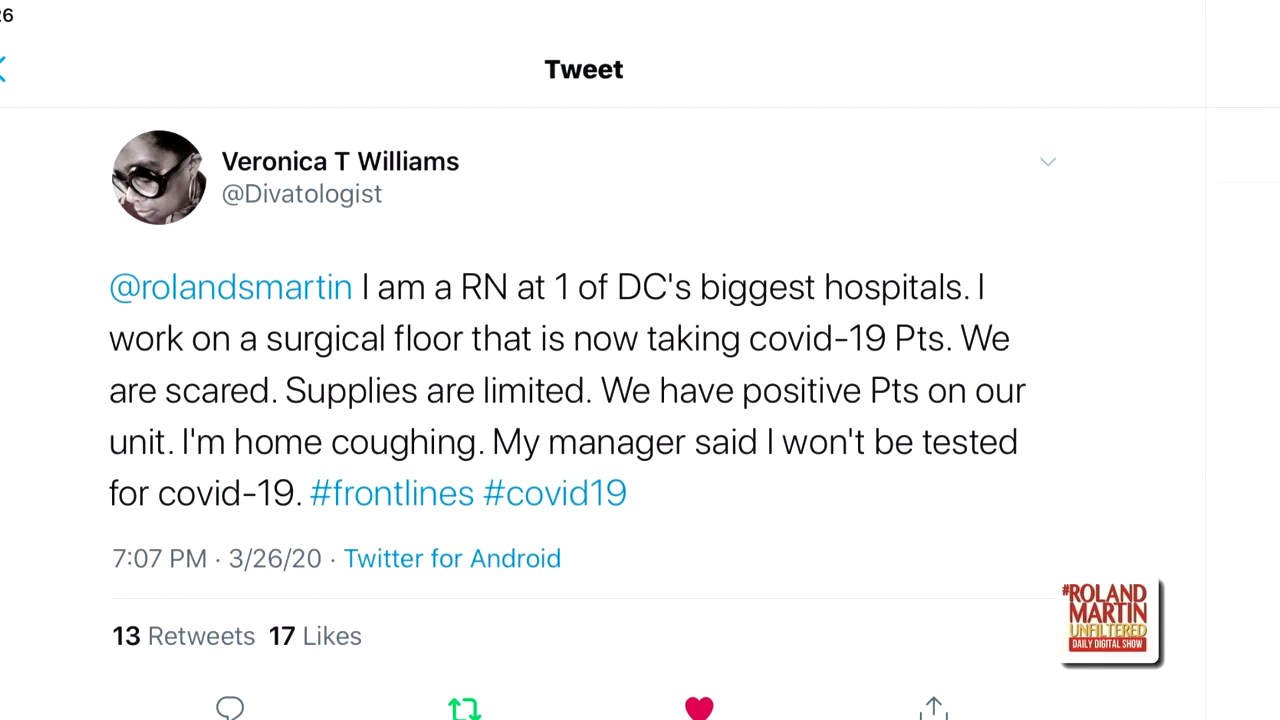 26
Tweet
Veronica T Williams
@Divatologist
@rolandsmartin I am a RN at 1 of DC's biggest hospitals. I
work on a surgical floor that is now taking covid-19 Pts. We
are scared. Supplies are limited. We have positive Pts on our
unit. I'm home coughing. My manager said I won't be tested
for covid-19. #frontlines #covid19
7:07 PM · 3/26/20 · Twitter for Android
13 Retweets 17 Likes
#ROLAND
MARTIN
UNFILTERED
DAILY DIGITAL SHOW